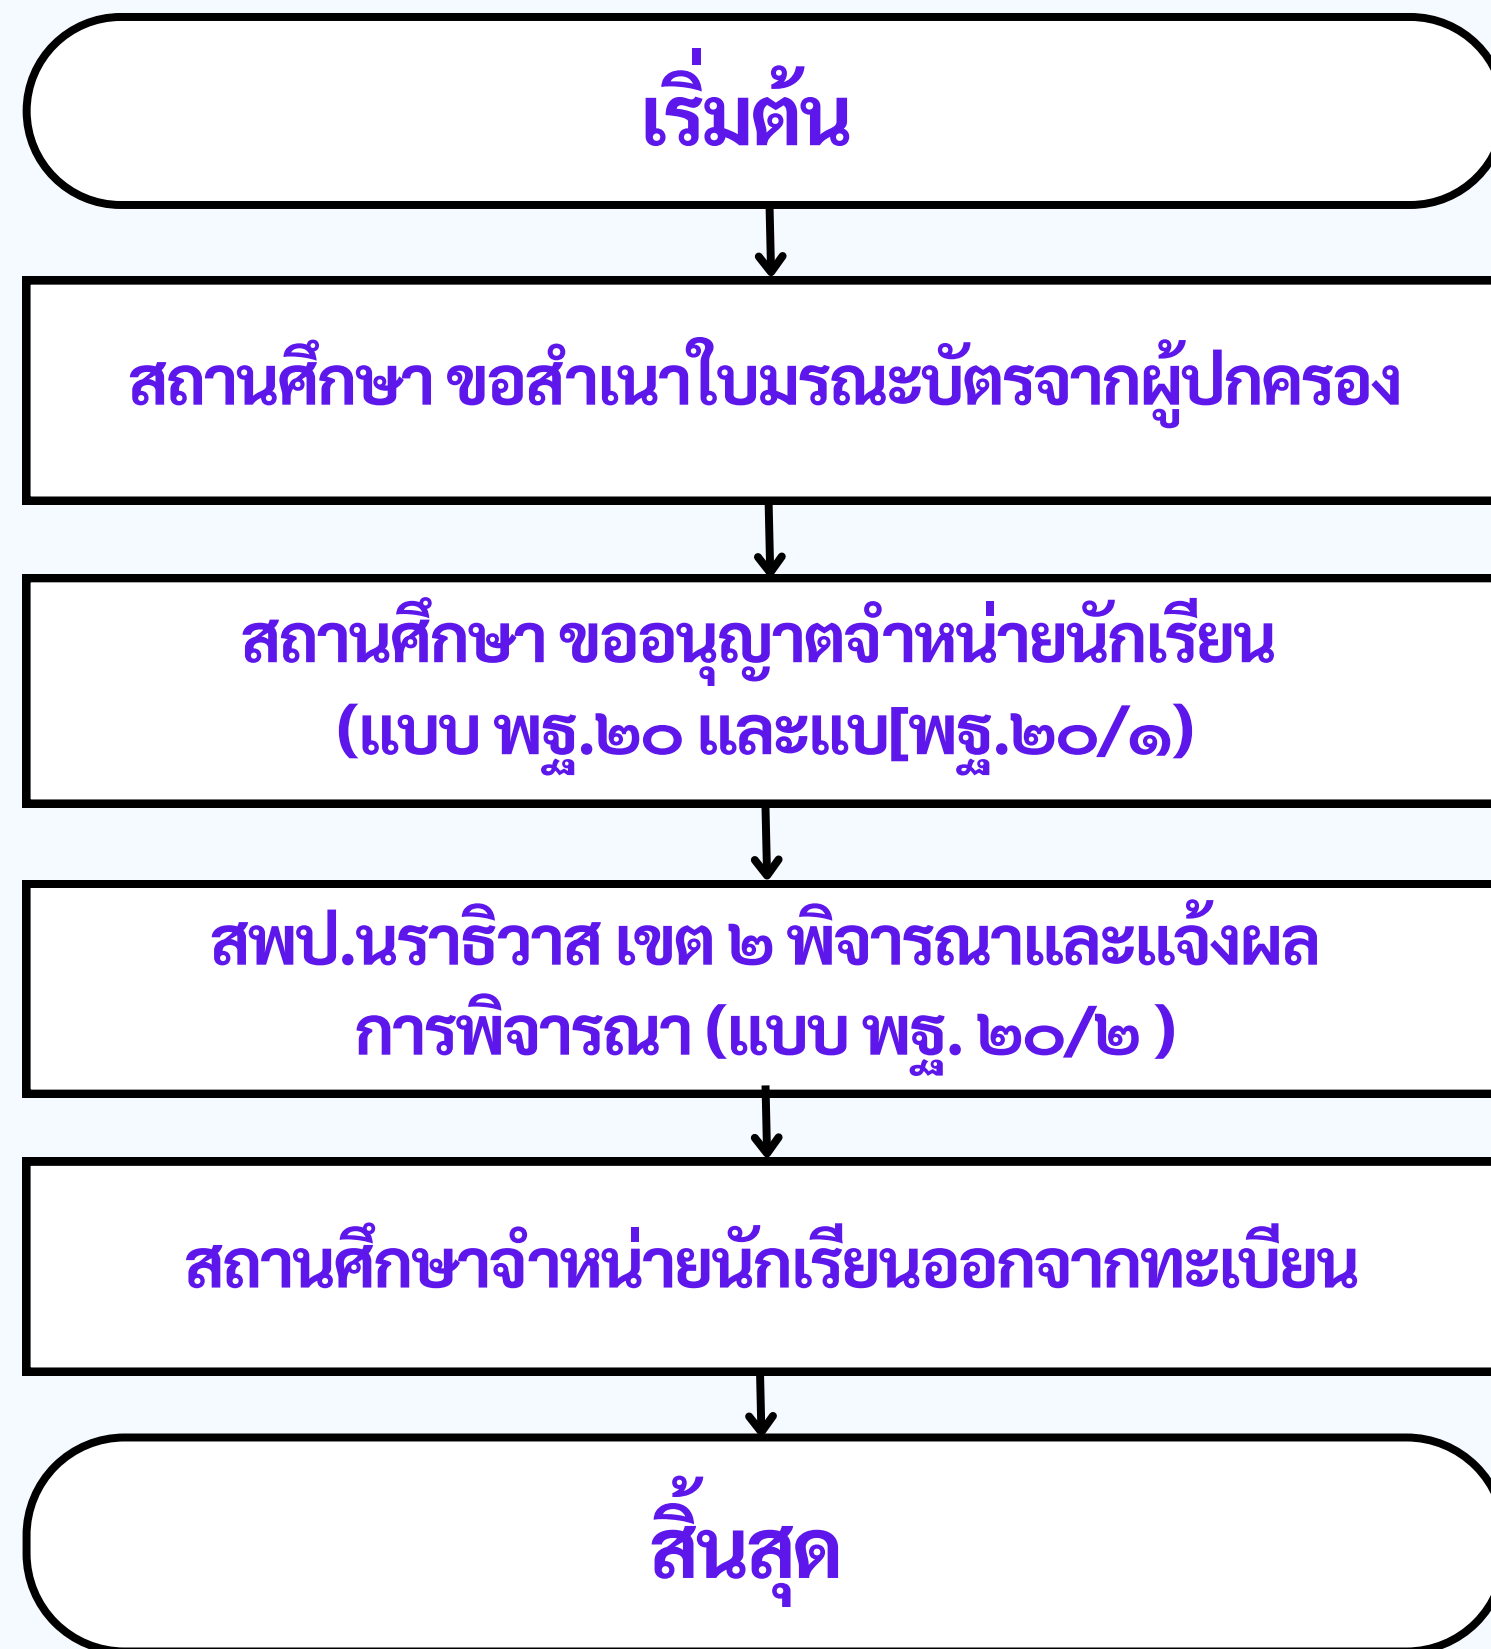 เริ่มต้น
สถานศึกษา ขอสำเนาใบมรณะบัตรจากผู้ปกครอง
สถานศึกษา ขออนุญาตจำหน่ายนักเรียน
(แบบ พฐ.๒๐ และแบ[พฐ.๒๐/๑)
สพป.นราธิวาส เขต ๒ พิจารณาและแจ้งผล
การพิจารณา (แบบ พฐ. ๒๐/๒ )
สถานศึกษาจำหน่ายนักเรียนออกจากทะเบียน
สิ้นสุด